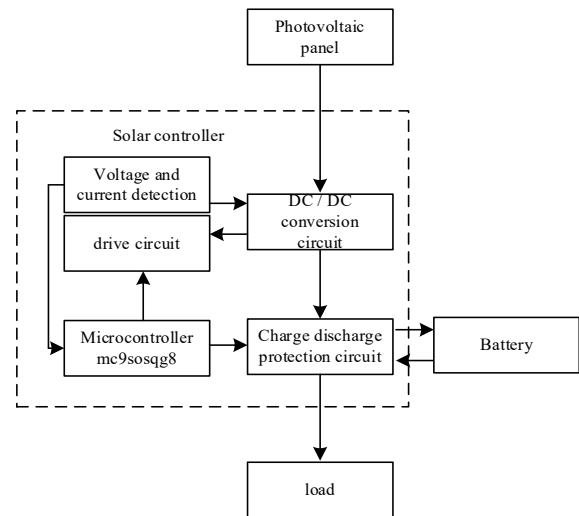 Photovoltaic
panel
Solar controller
Voltage and
current detection
DC / DC
conversion
circuit
drive circuit
Microcontroller
mc9sosqg8
Charge discharge
protection circuit
Battery
load